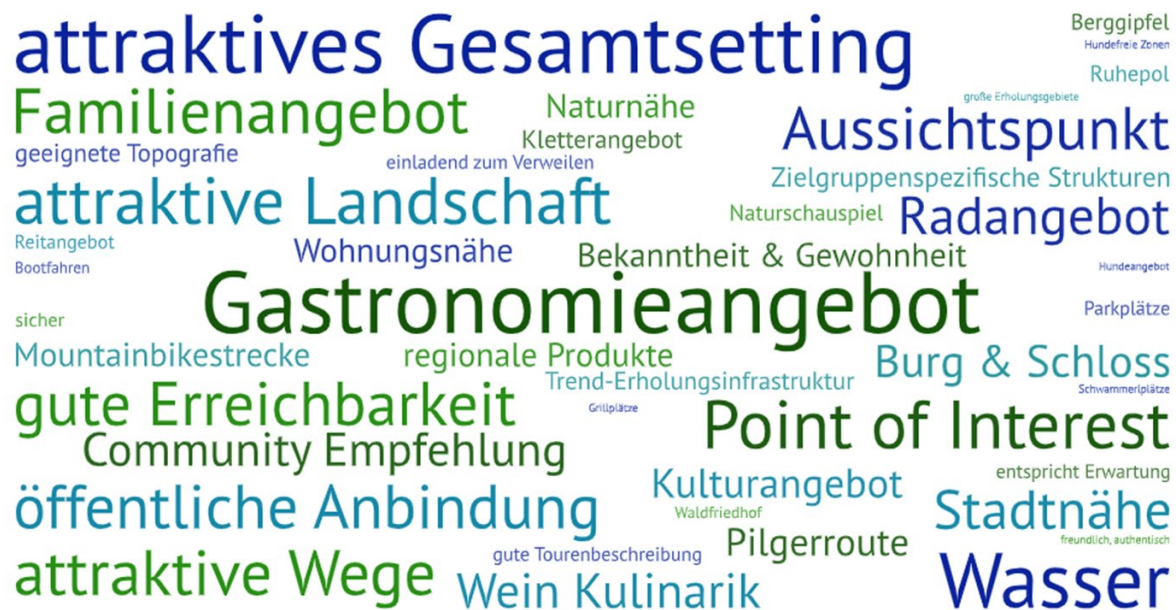 attraktives Gesamtsetting
Berggipfel
Hundefreie Zonen
Ruhepol
große Erholungsgebiete
Familienangebot
Naturnähe
Kletterangebot
Aussichtspunkt
geeignete Topografie
einladend zum Verweilen
Zielgruppenspezifische Strukturen
attraktive Landschaft
Naturschauspiel
Radangebot
Reitangebot
Wohnungsnähe
Bekanntheit & Gewohnheit
Bootfahren
Hundeangebot
Gastronomieangebot
Parkplätze
sicher
Mountainbikestrecke
regionale Produkte
Burg & Schloss
Trend-Erholungsinfrastruktur
Schwammerlplätze
gute Erreichbarkeit
Grillplätze
Point of Interest
Community Empfehlung
entspricht Erwartung
Kulturangebot
öffentliche Anbindung
Stadtnähe
Waldfriedhof
Pilgerroute
freundlich, authentisch
gute Tourenbeschreibung
attraktive Wege
Wein Kulinarik
Wasser